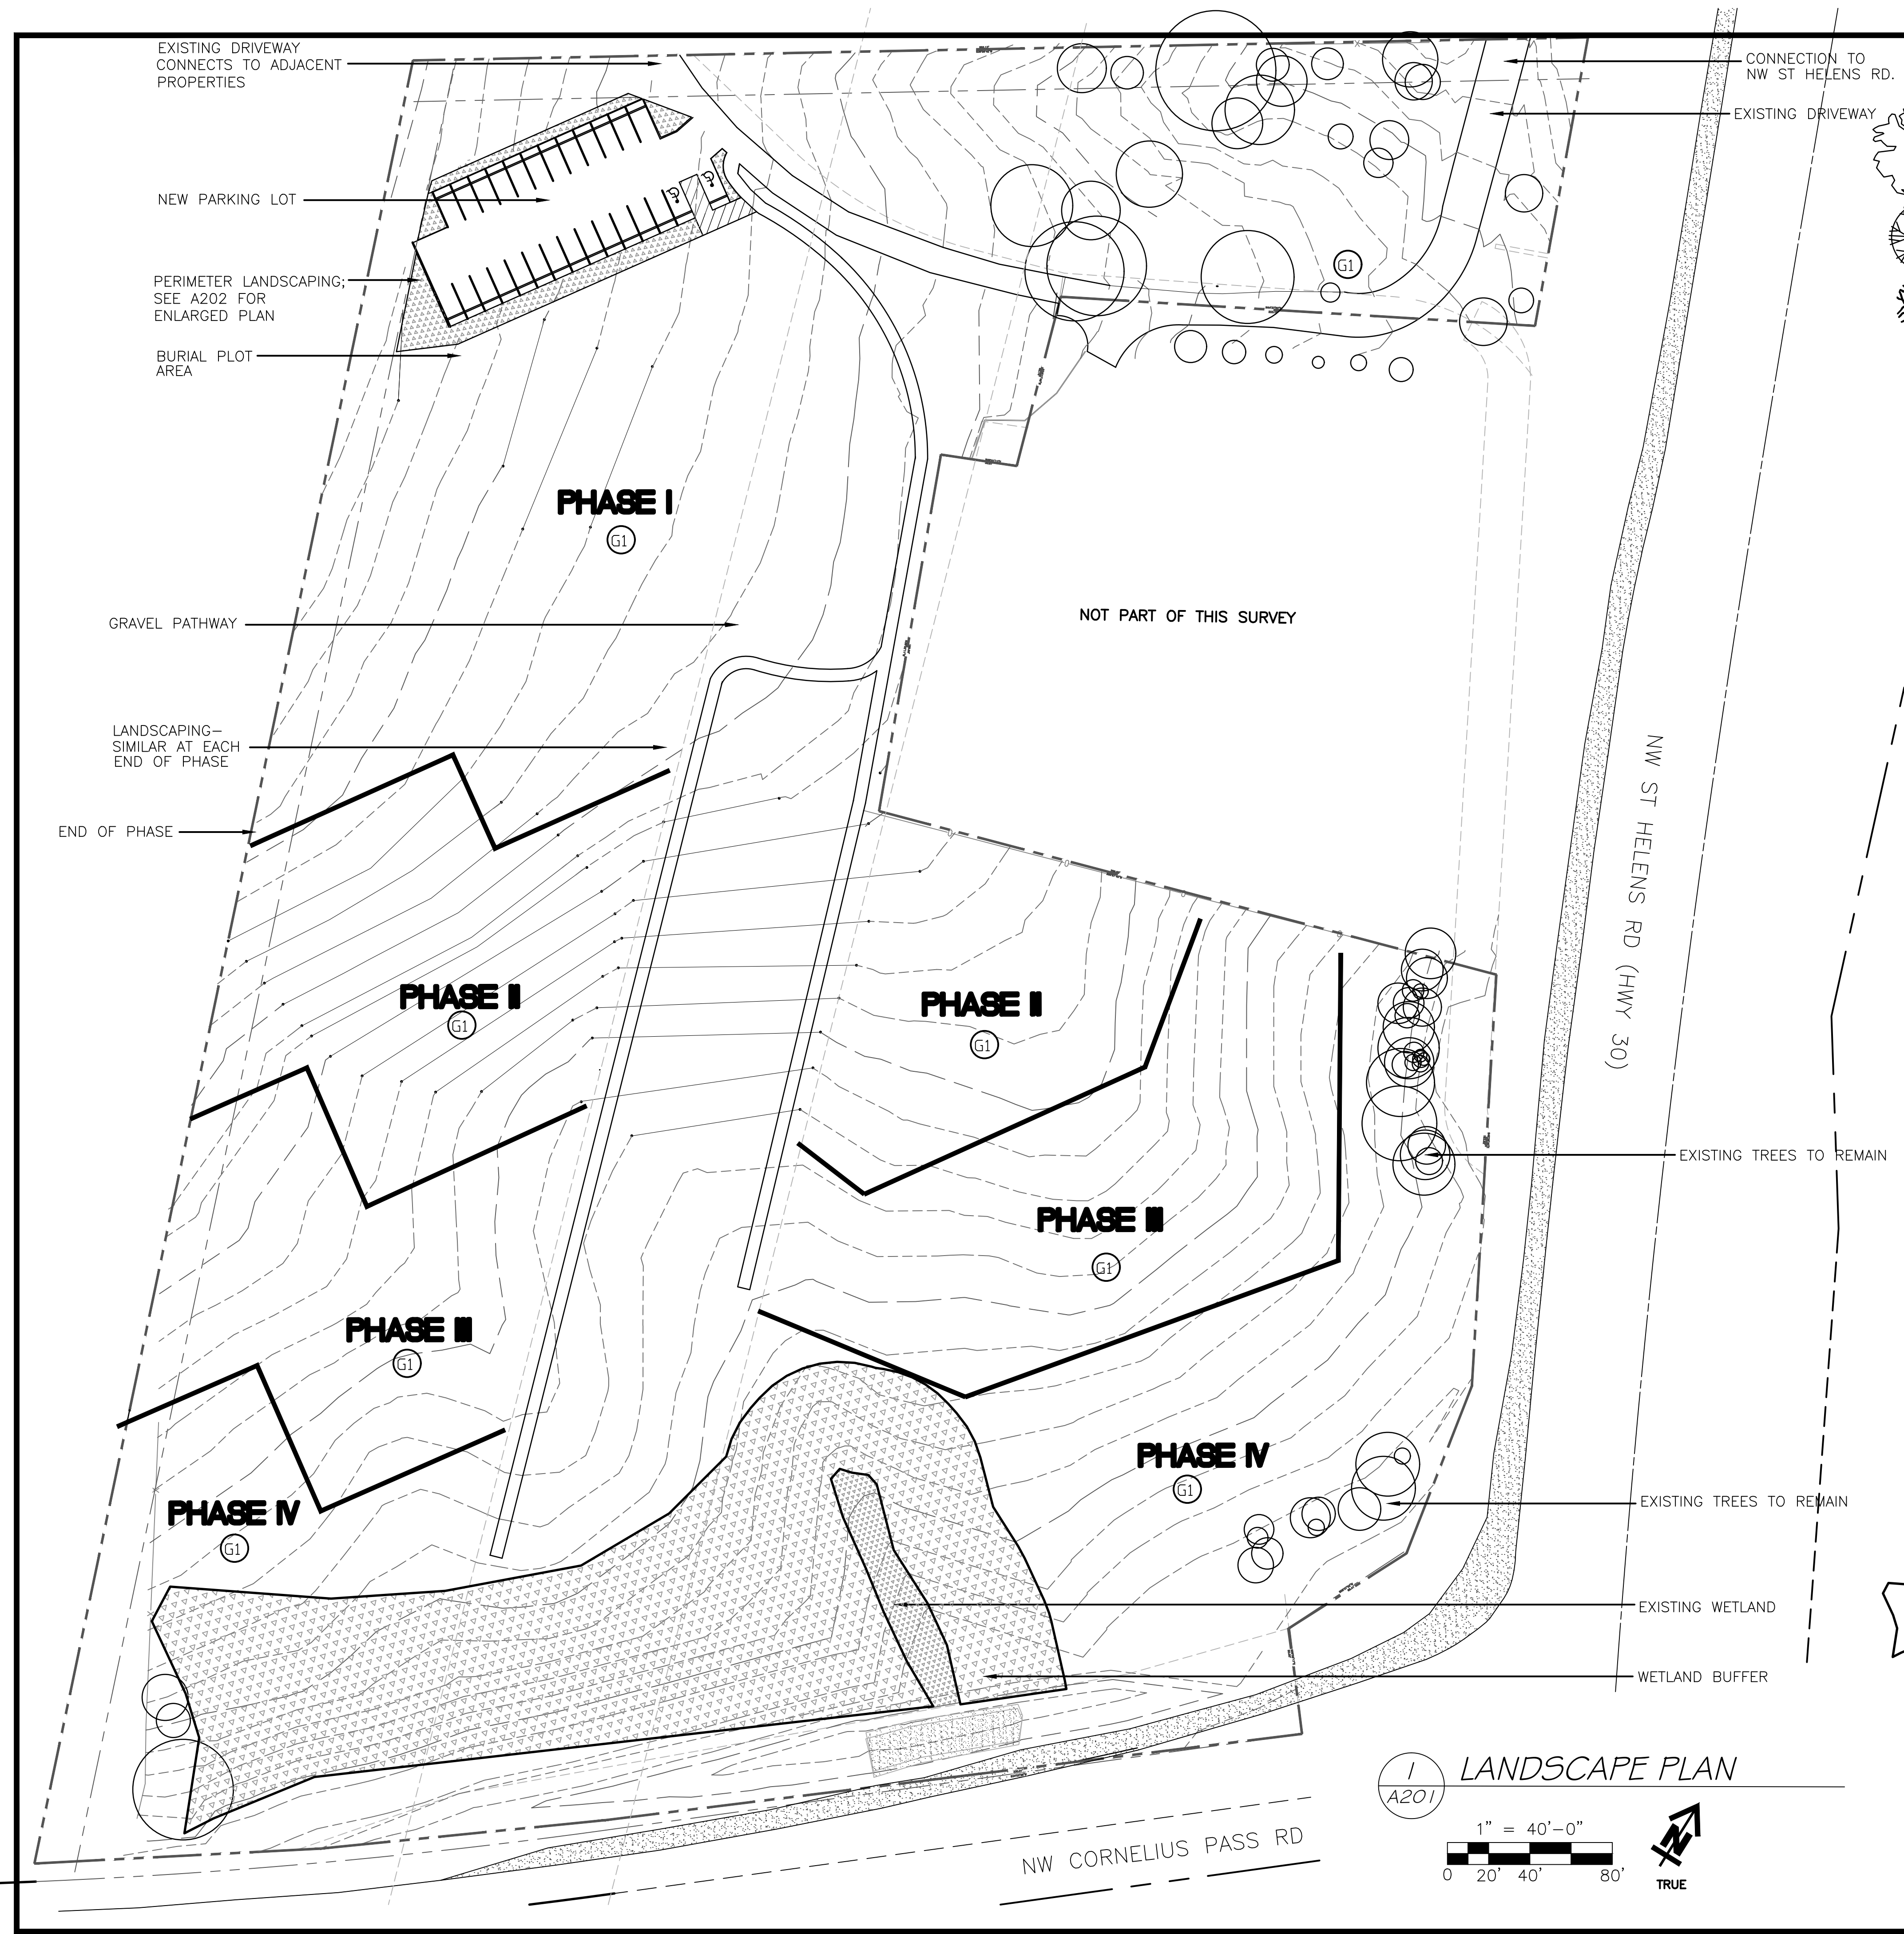 EXISTING DRIVEWAY
CONNECTS TO ADJACENT
PROPERTIES
CONNECTION TO
NW ST HELENS RD.
EXISTING DRIVEWAY
NEW PARKING LOT
PERIMETER LANDSCAPING;
SEE A202 FOR
ENLARGED PLAN
G1
BURIAL PLOT
AREA
PHASE I
G1
GRAVEL PATHWAY
NOT PART OF THIS SURVEY
LANDSCAPING–
SIMILAR AT EACH
END OF PHASE
END OF PHASE
NW ST HELENS RD (HWY 30)
PHASE II
G1
PHASE II
G1
EXISTING TREES TO REMAIN
PHASE III
G1
PHASE III
G1
PHASE IV
G1
PHASE IV
G1
EXISTING TREES TO REMAIN
EXISTING WETLAND
WETLAND BUFFER
1
A201
LANDSCAPE PLAN
1" = 40'–0"
0 20' 40' 80'
N
TRUE
NW CORNELIUS PASS RD